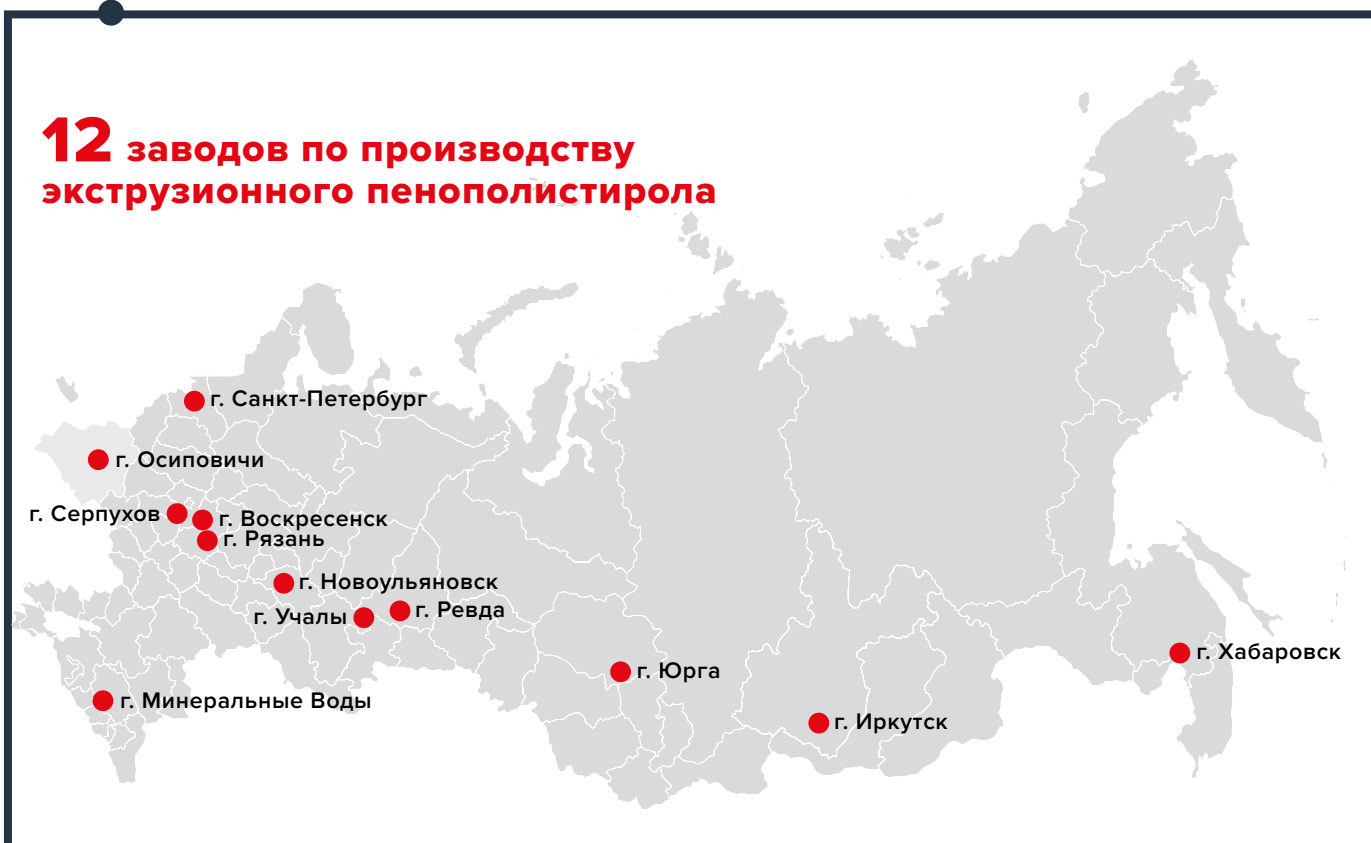 12 заводов по производству
экструзионного пенополистирола
г. Санкт-Петербург
г. Осиповичи
г. Серпухов
г. Воскресенск
г. Рязань
г. Новоульяновск
г. Учалы
г. Ревда
г. Юрга
г. Хабаровск
г. Минеральные Воды
г. Иркутск